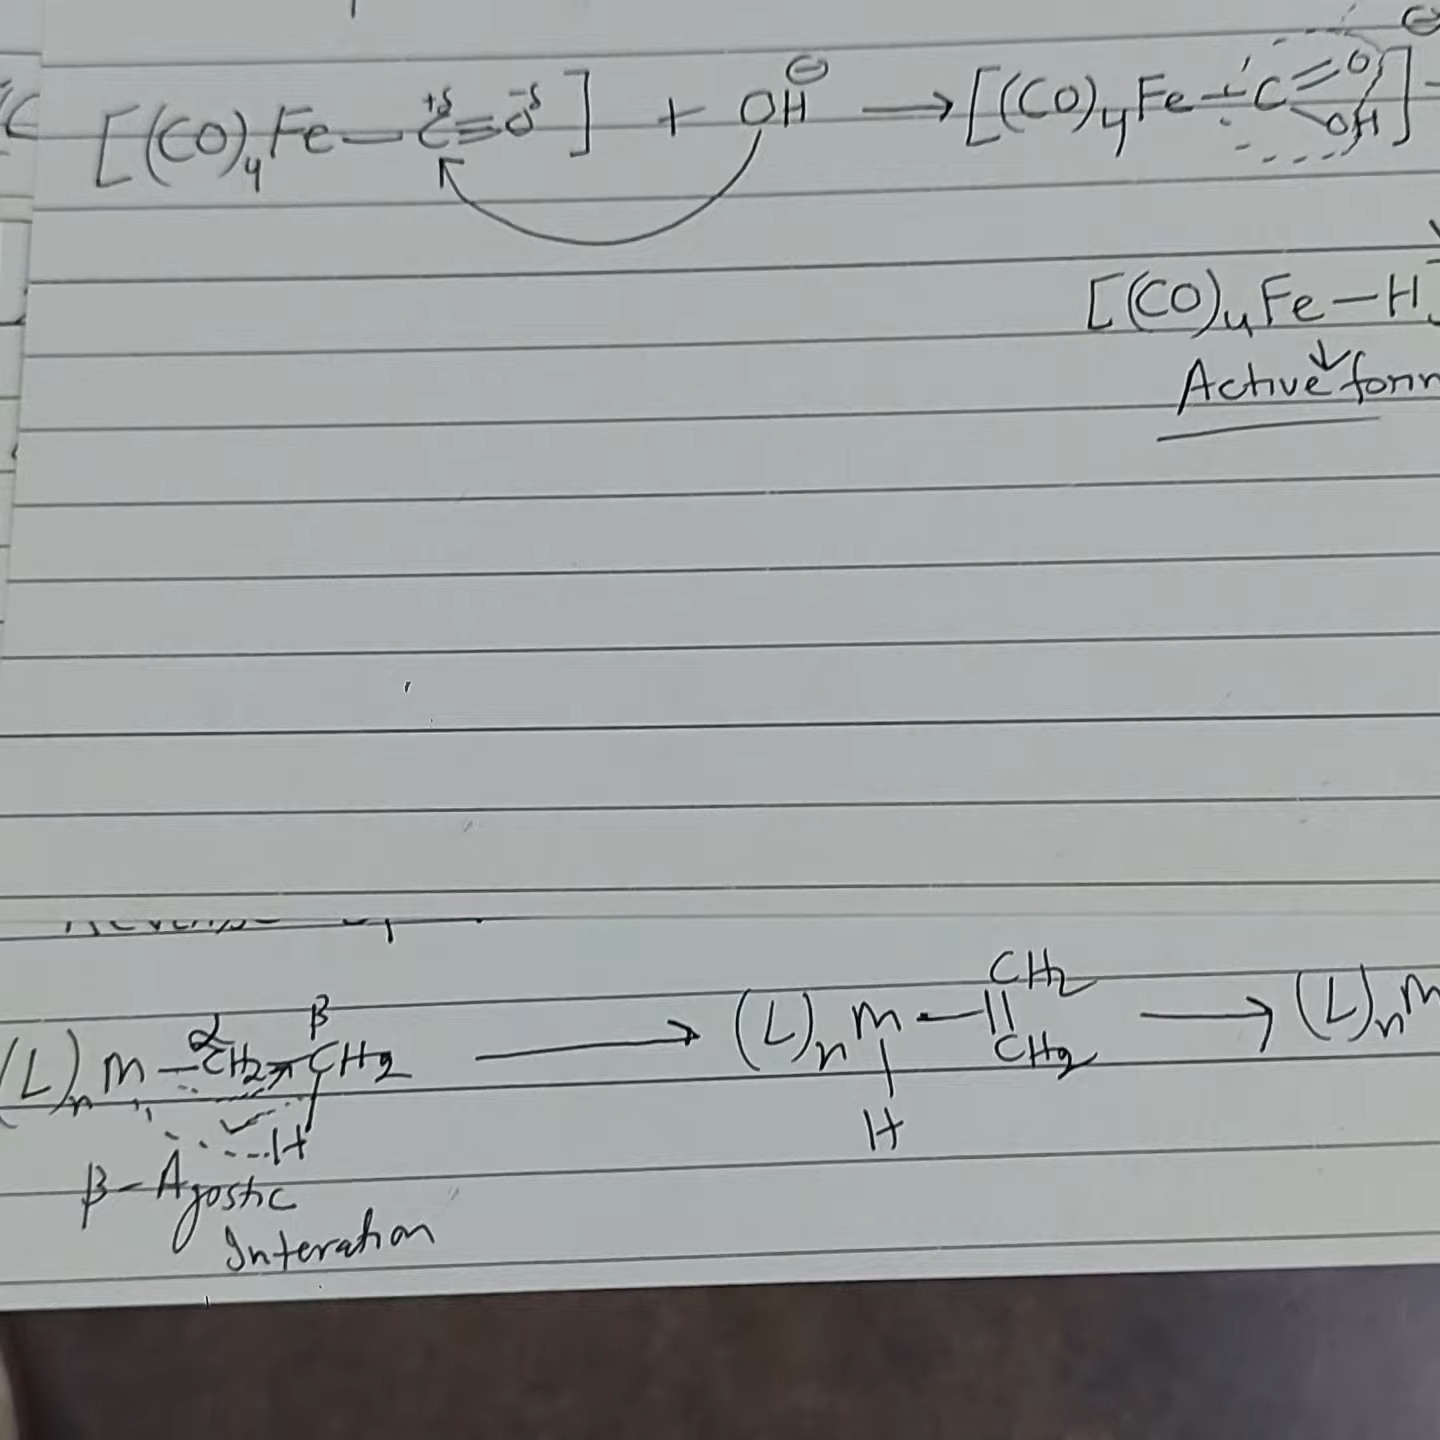 [(CO)₄Fe — C≡O] + OH⊖ → [(CO)₄Fe — C(=O)OH]⊖
+δ -δ
[(CO)₄Fe—H
Active form
(L)ₙM—CH₂—CH₂ → (L)ₙM — CH₂=CH₂ → (L)ₙM
α β
H H
β-Agostic
Interation